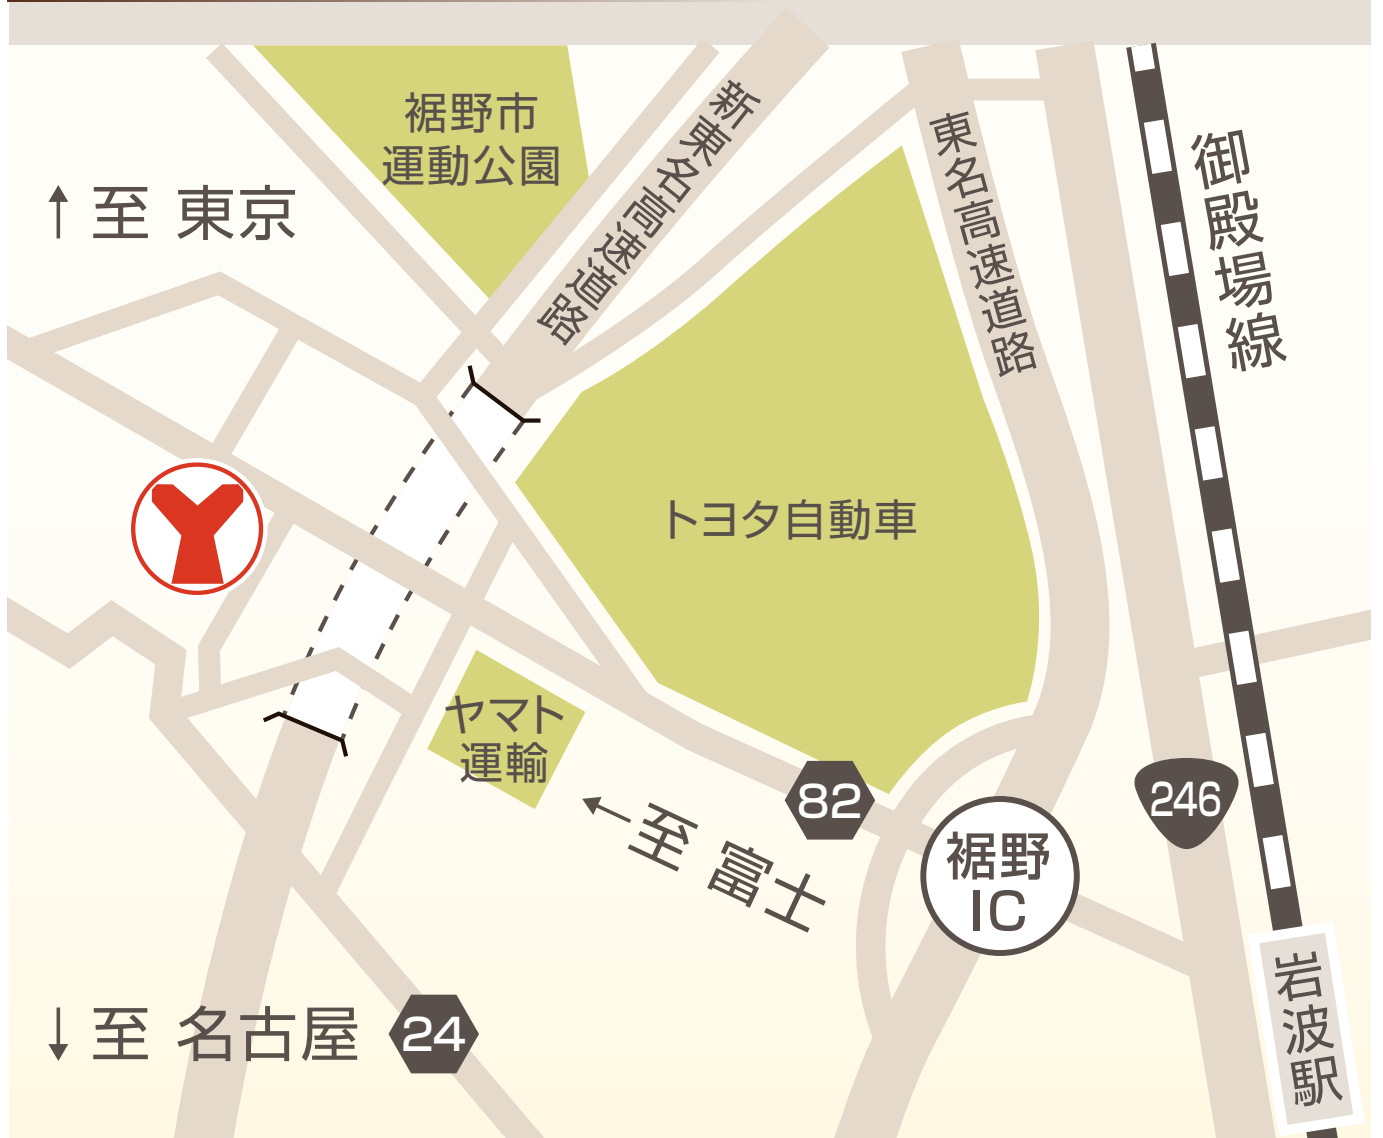 裾野市
運動公園
新東名高速道路
東名高速道路
御殿場線
↑ 至 東京
トヨタ自動車
ヤマト
運輸
←至 富士
82
246
裾野
IC
岩波駅
↓ 至 名古屋
24